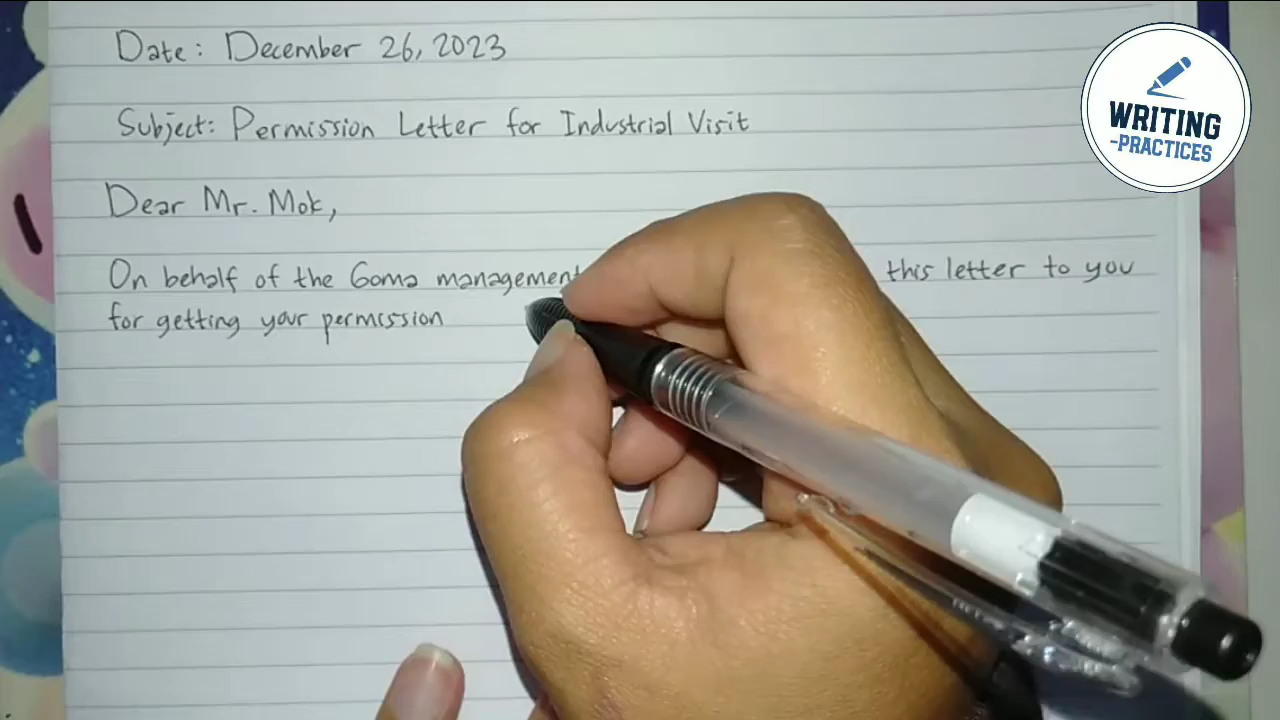 Date: December 26, 2023
WRITING
-PRACTICES
Subject: Permission Letter for Industrial Visit
Dear Mr. Mok,
On behalf of the Goma management this letter to you
for getting your permission